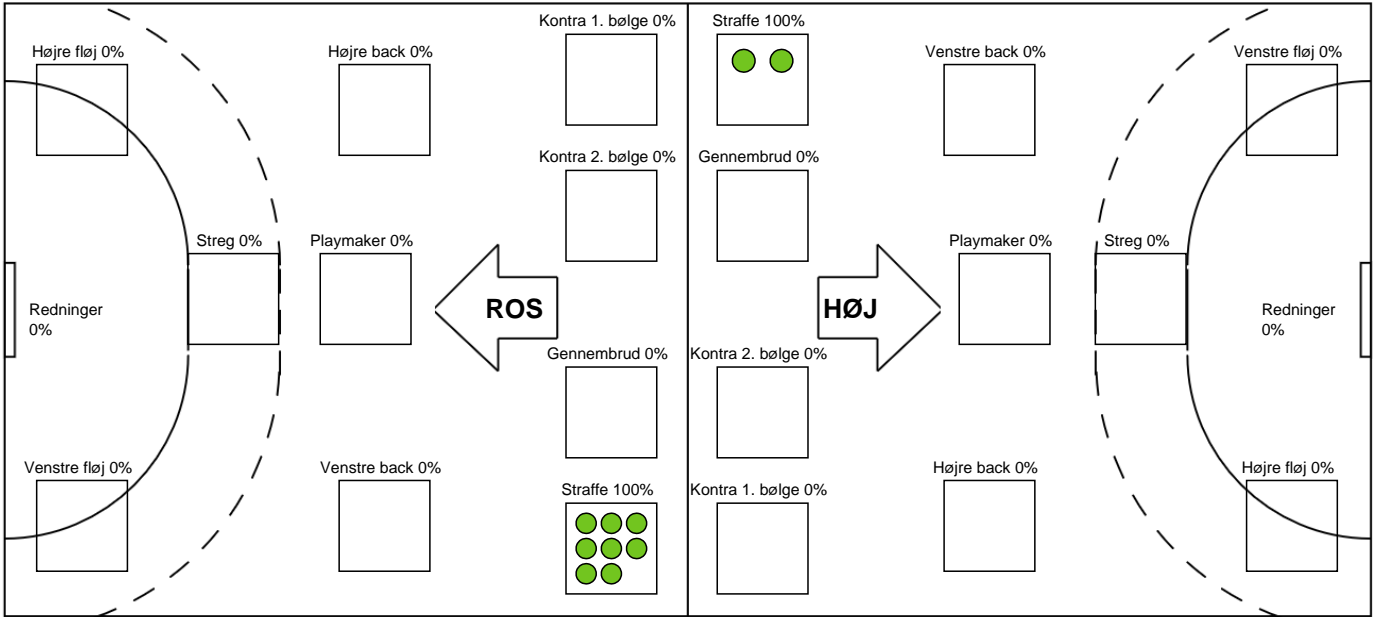 Kontra 1. bølge 0%
Straffe 100%
Højre fløj 0%
Højre back 0%
Venstre back 0%
Venstre fløj 0%
Kontra 2. bølge 0%
Gennembrud 0%
Streg 0%
Playmaker 0%
Playmaker 0%
Streg 0%
Redninger
0%
ROS
HØJ
Redninger
0%
Gennembrud 0%
Kontra 2. bølge 0%
Venstre fløj 0%
Venstre back 0%
Højre back 0%
Højre fløj 0%
Straffe 100%
Kontra 1. bølge 0%